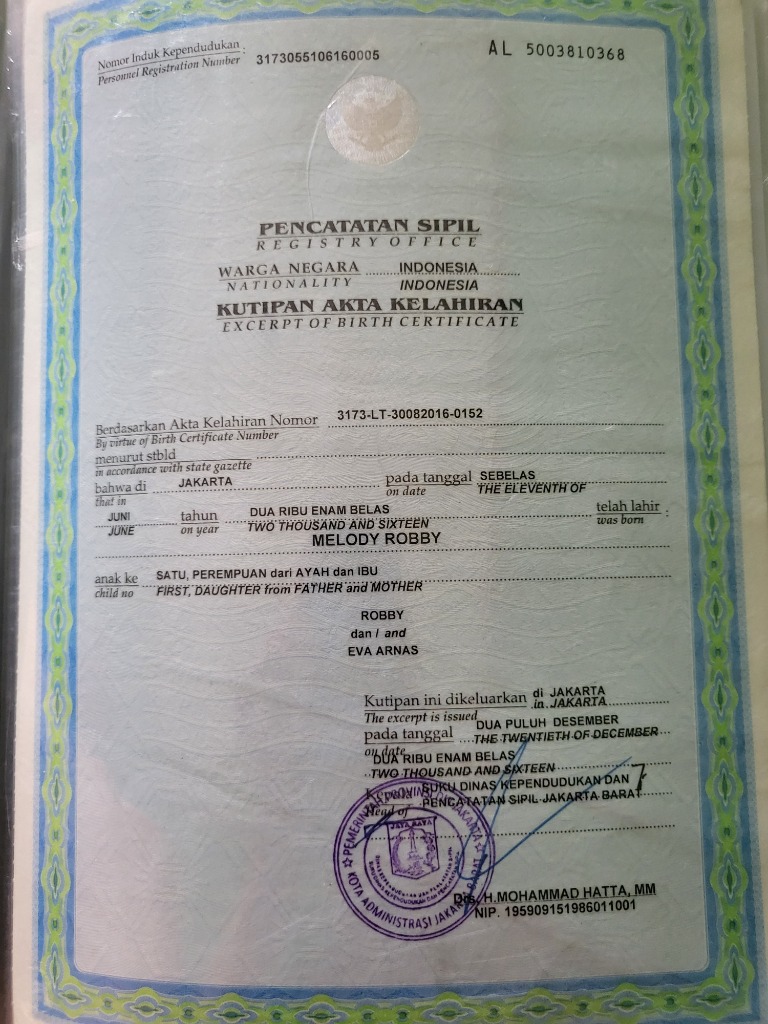 Nomor Induk Kependudukan :
Personnel Registration Number
3173055106160005
AL 5003810368
PENCATATAN SIPIL
REGISTRY OFFICE
WARGA NEGARA INDONESIA
NATIONALITY INDONESIA
KUTIPAN AKTA KELAHIRAN
EXCERPT OF BIRTH CERTIFICATE
Berdasarkan Akta Kelahiran Nomor 3173-LT-30082016-0152
By virtue of Birth Certificate Number
menurut stbld
in accordance with state gazette
bahwa di JAKARTA pada tanggal SEBELAS
that in on date THE ELEVENTH OF
JUNI tahun DUA RIBU ENAM BELAS telah lahir :
JUNE on year TWO THOUSAND AND SIXTEEN was born
MELODY ROBBY
anak ke SATU, PEREMPUAN dari AYAH dan IBU
child no FIRST, DAUGHTER from FATHER and MOTHER
ROBBY
dan / and
EVA ARNAS
Kutipan ini dikeluarkan di JAKARTA
The excerpt is issued in JAKARTA
pada tanggal DUA PULUH DESEMBER
on date THE TWENTIETH OF DECEMBER
DUA RIBU ENAM BELAS
TWO THOUSAND AND SIXTEEN
Kepala SUKU DINAS KEPENDUDUKAN DAN
Head of PENCATATAN SIPIL JAKARTA BARAT
PEMERINTAH PROVINSI DKI JAKARTA
JAYA RAYA
KOTA ADMINISTRASI JAKARTA BARAT
Drs. H.MOHAMMAD HATTA, MM
NIP. 195909151986011001